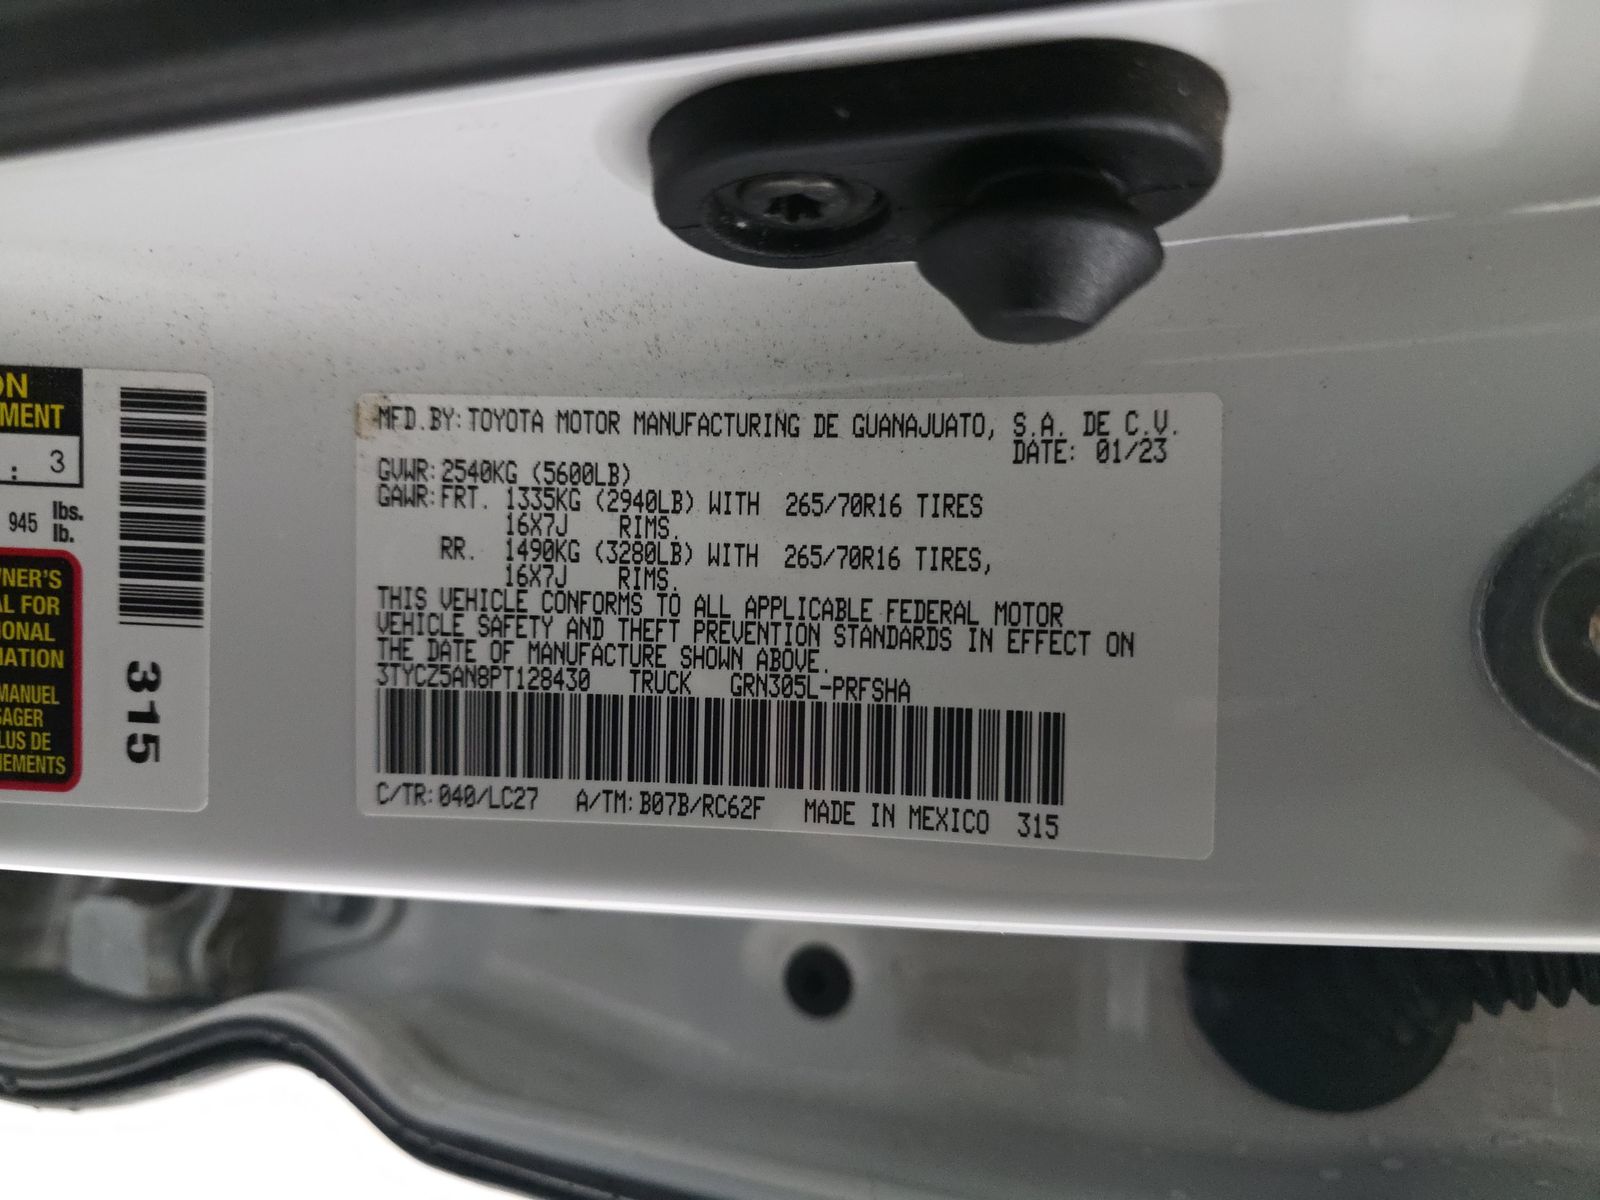 ON
MENT
: 3
945 lbs.
lb.
NER'S
AL FOR
IONAL
MATION
MANUEL
SAGER
LUS DE
NEMENTS
315
MFD.BY:TOYOTA MOTOR MANUFACTURING DE GUANAJUATO, S.A. DE C.V.
DATE: 01/23
GVWR:2540KG (5600LB)
GAWR:FRT. 1335KG (2940LB) WITH 265/70R16 TIRES
16X7J RIMS.
RR. 1490KG (3280LB) WITH 265/70R16 TIRES,
16X7J RIMS.
THIS VEHICLE CONFORMS TO ALL APPLICABLE FEDERAL MOTOR
VEHICLE SAFETY AND THEFT PREVENTION STANDARDS IN EFFECT ON
THE DATE OF MANUFACTURE SHOWN ABOVE.
3TYCZ5AN8PT128430 TRUCK GRN305L-PRFSHA
C/TR:040/LC27 A/TM:B07B/RC62F MADE IN MEXICO 315